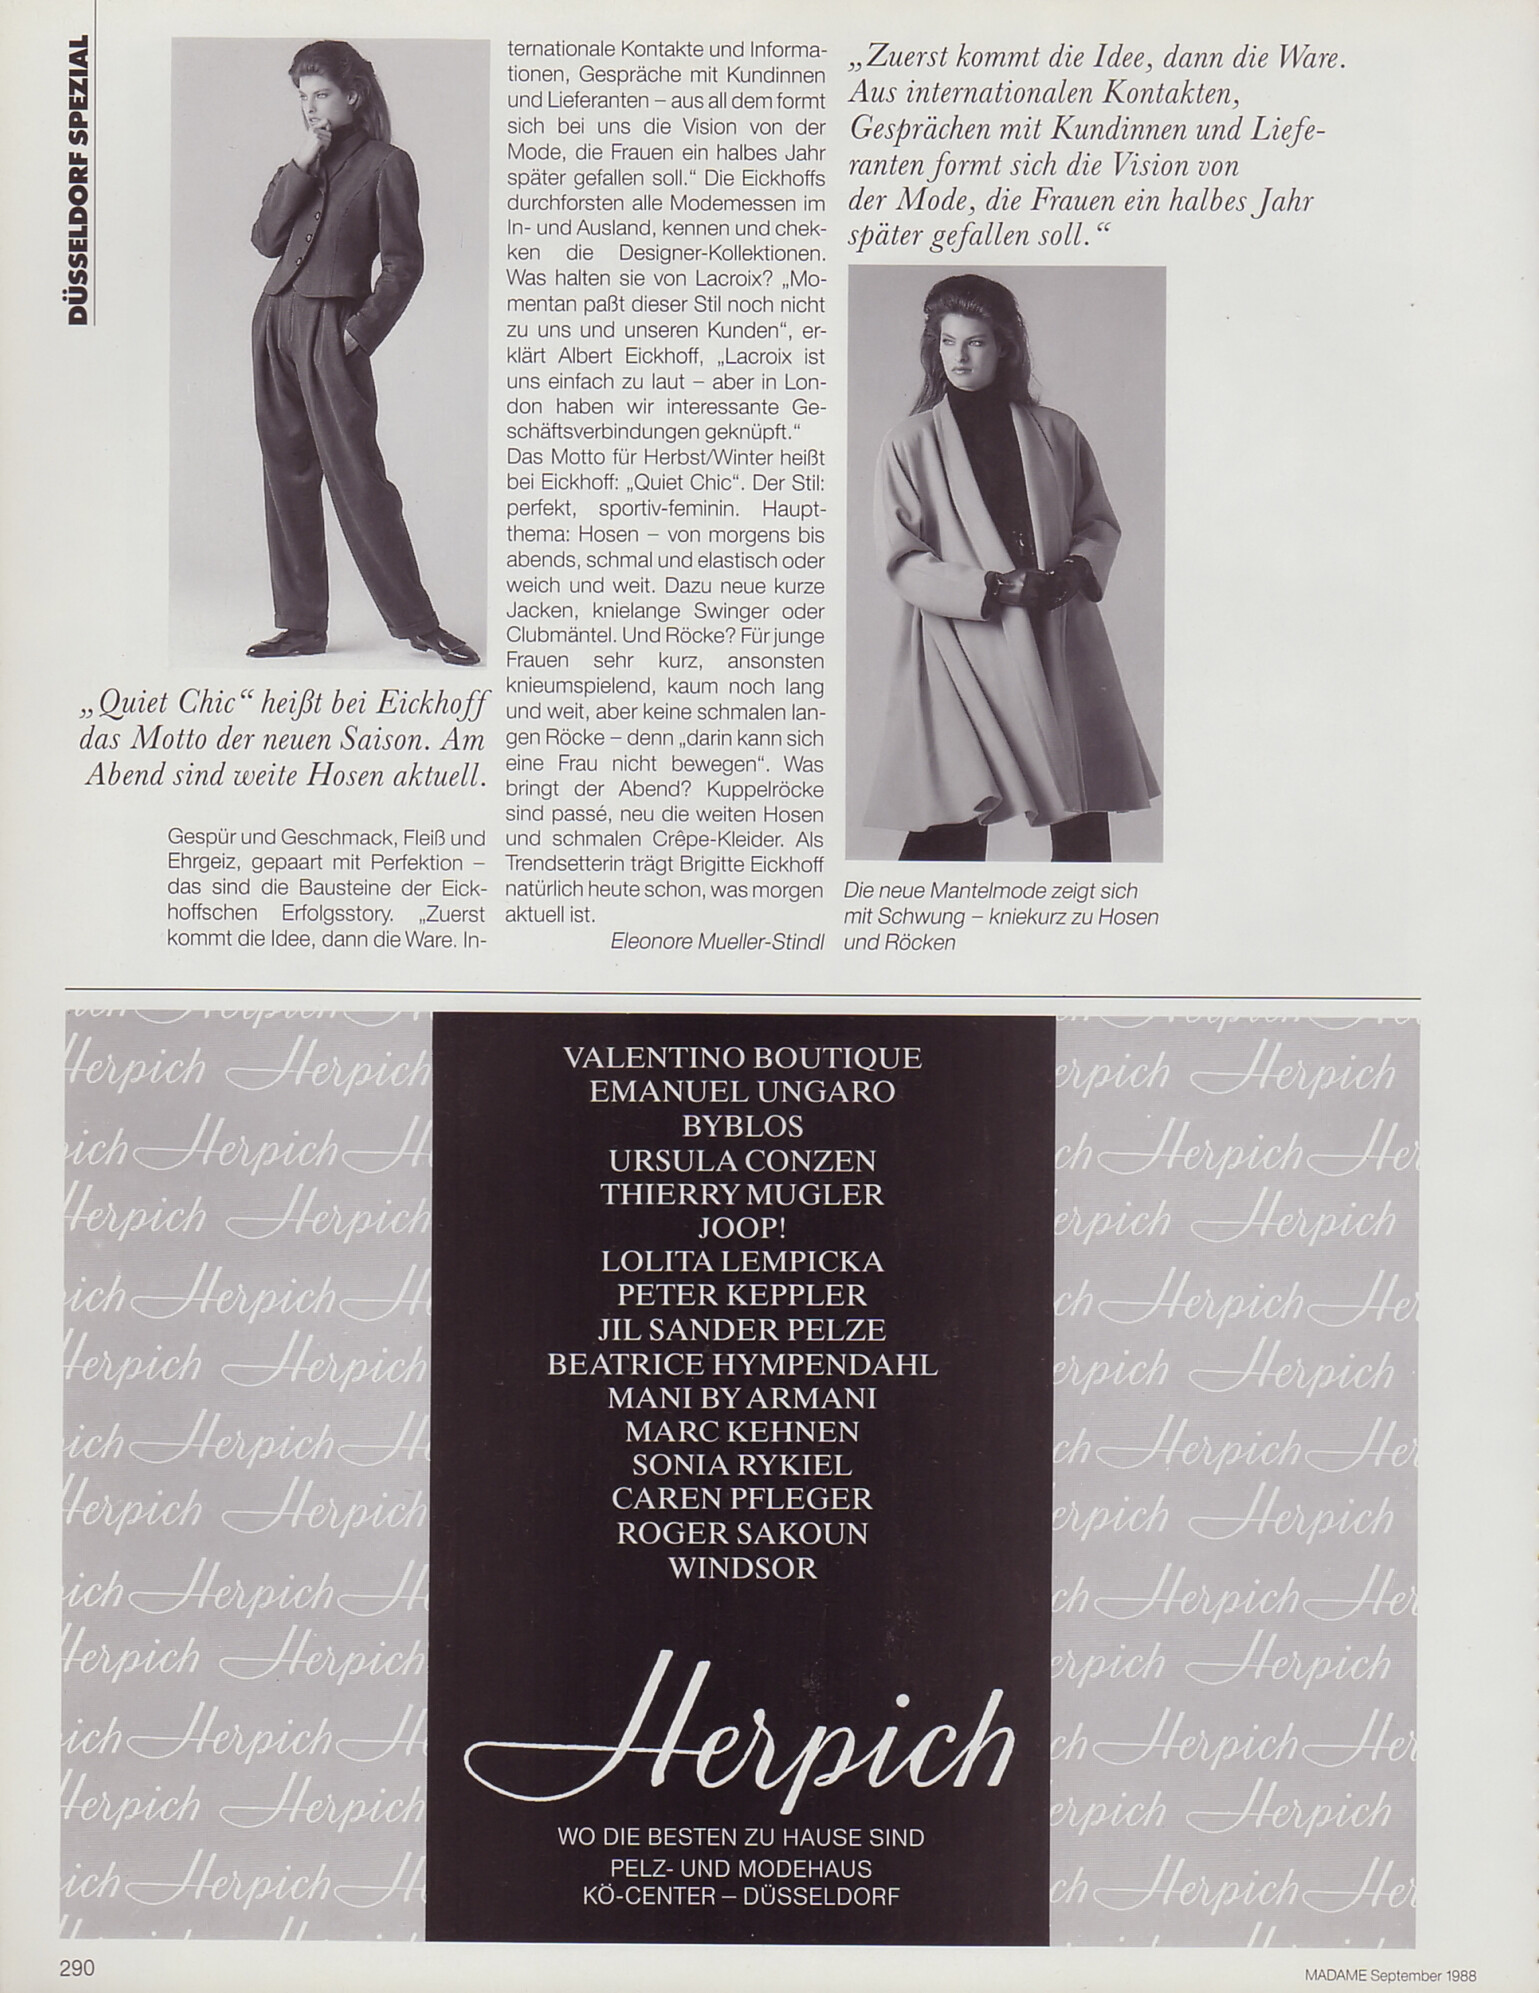 DÜSSELDORF SPEZIAL
„Quiet Chic“ heißt bei Eickhoff
das Motto der neuen Saison. Am
Abend sind weite Hosen aktuell.
Gespür und Geschmack, Fleiß und
Ehrgeiz, gepaart mit Perfektion –
das sind die Bausteine der Eick-
hoffschen Erfolgsstory. „Zuerst
kommt die Idee, dann die Ware. In-
ternationale Kontakte und Informa-
tionen, Gespräche mit Kundinnen
und Lieferanten – aus all dem formt
sich bei uns die Vision von der
Mode, die Frauen ein halbes Jahr
später gefallen soll.“ Die Eickhoffs
durchforsten alle Modemessen im
In- und Ausland, kennen und chek-
ken die Designer-Kollektionen.
Was halten sie von Lacroix? „Mo-
mentan paßt dieser Stil noch nicht
zu uns und unseren Kunden“, er-
klärt Albert Eickhoff, „Lacroix ist
uns einfach zu laut – aber in Lon-
don haben wir interessante Ge-
schäftsverbindungen geknüpft.“
Das Motto für Herbst/Winter heißt
bei Eickhoff: „Quiet Chic“. Der Stil:
perfekt, sportiv-feminin. Haupt-
thema: Hosen – von morgens bis
abends, schmal und elastisch oder
weich und weit. Dazu neue kurze
Jacken, knielange Swinger oder
Clubmäntel. Und Röcke? Für junge
Frauen sehr kurz, ansonsten
knieumspielend, kaum noch lang
und weit, aber keine schmalen lan-
gen Röcke – denn „darin kann sich
eine Frau nicht bewegen“. Was
bringt der Abend? Kuppelröcke
sind passé, neu die weiten Hosen
und schmalen Crêpe-Kleider. Als
Trendsetterin trägt Brigitte Eickhoff
natürlich heute schon, was morgen
aktuell ist.
Eleonore Mueller-Stindl
„Zuerst kommt die Idee, dann die Ware.
Aus internationalen Kontakten,
Gesprächen mit Kundinnen und Liefe-
ranten formt sich die Vision von
der Mode, die Frauen ein halbes Jahr
später gefallen soll.“
Die neue Mantelmode zeigt sich
mit Schwung – kniekurz zu Hosen
und Röcken
VALENTINO BOUTIQUE
EMANUEL UNGARO
BYBLOS
URSULA CONZEN
THIERRY MUGLER
JOOP!
LOLITA LEMPICKA
PETER KEPPLER
JIL SANDER PELZE
BEATRICE HYMPENDAHL
MANI BY ARMANI
MARC KEHNEN
SONIA RYKIEL
CAREN PFLEGER
ROGER SAKOUN
WINDSOR
Herpich
WO DIE BESTEN ZU HAUSE SIND
PELZ- UND MODEHAUS
KÖ-CENTER – DÜSSELDORF
290
MADAME September 1988